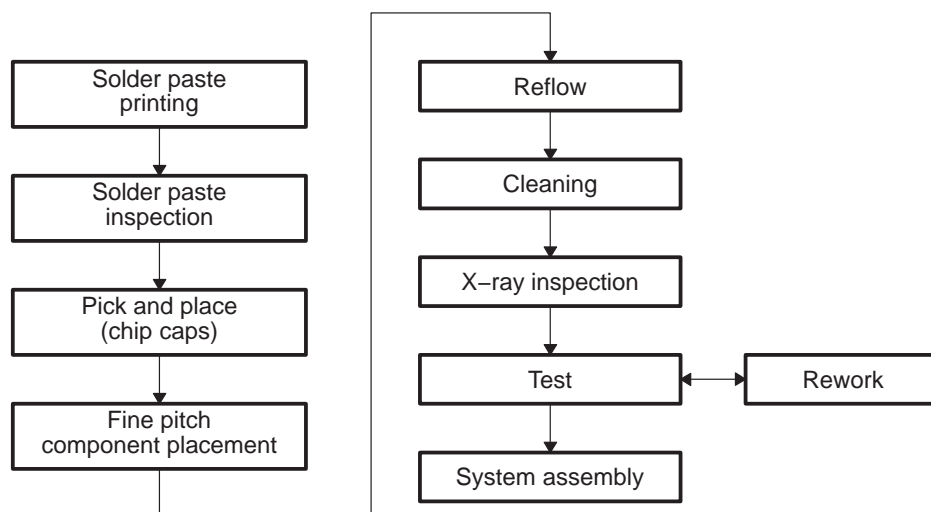 Solder paste
printing
Solder paste
inspection
Pick and place
(chip caps)
Fine pitch
component placement
Reflow
Cleaning
X−ray inspection
Test
Rework
System assembly